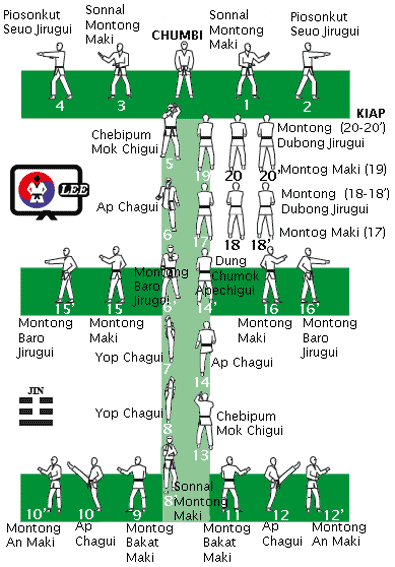 Piosonkut
Seuo Jirugui
Sonnal
Montong
Maki
CHUMBI
Sonnal
Montong
Maki
Piosonkut
Seuo Jirugui
4
3
1
2
KIAP
Chebipum
Mok Chigui
5
19
20
20'
Montong (20-20')
Dubong Jirugui
Montog Maki (19)
LEE
Ap Chagui
6
17
18
18'
Montong (18-18')
Dubong Jirugui
Montog Maki (17)
Montong
Baro
Jirugui
6'
Dung
Chumok
Apechigui
14'
15'
15
16
16'
Montong
Baro
Jirugui
Montong
Maki
Montong
Maki
Montong
Baro
Jirugui
Yop Chagui
7
Ap Chagui
14
JIN
Yop Chagui
8
Chebipum
Mok Chigui
13
Sonnal
Montong
Maki
8'
10'
10
9
11
12
12'
Montong
An Maki
Ap
Chagui
Montog
Bakat
Maki
Montog
Bakat
Maki
Ap
Chagui
Montong
An Maki